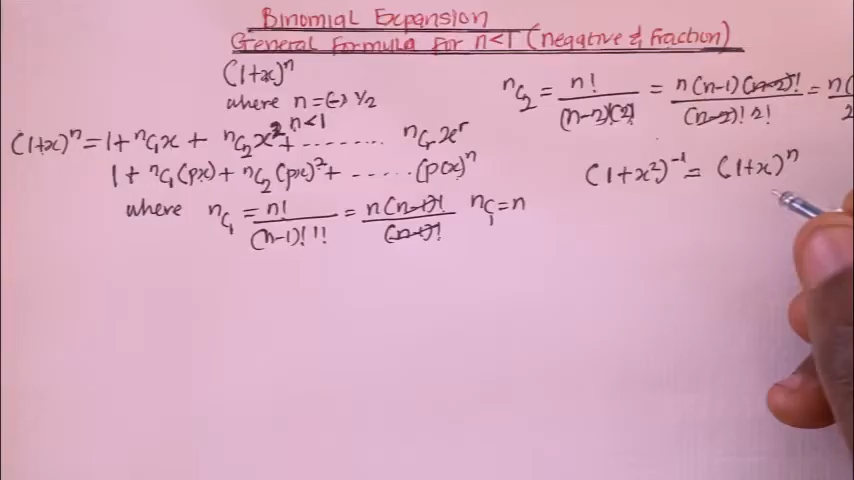 Binomial Expansion
General Formula for n<1 (negative & fraction)
(1+x)^n
where n = (-) 1/2
n<1
(1+x)^n = 1 + nC1 x + nC2 x^2 + ........ nCr x^r
1 + nC1 (px) + nC2 (px)^2 + ..... (px)^n
where nC1 = n!/(n-1)! 1! = n(n-1)!/(n-1)! nC1 = n
nC2 = n!/(n-2)!(2)! = n(n-1)(n-2)!/(n-2)! 2! = n(
2
(1+x^2)^-1 = (1+x)^n